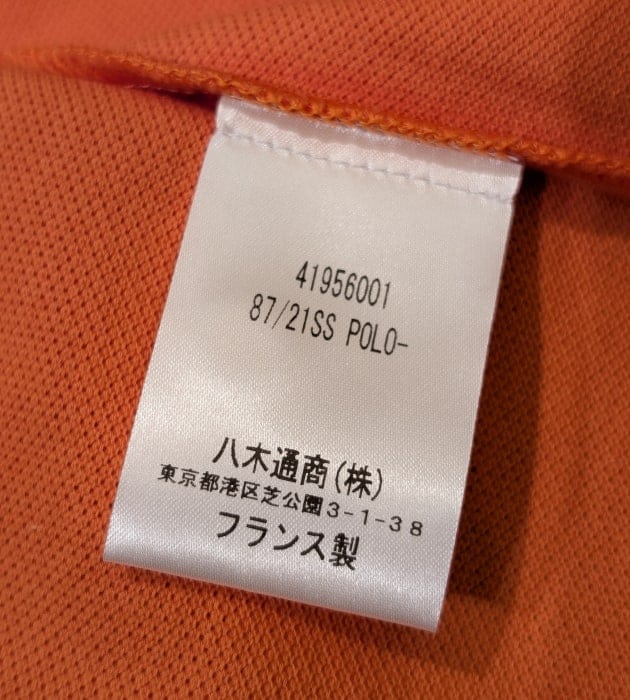 41956001
87/21SS POLO-
八木通商(株)
東京都港区芝公園3-1-38
フランス製